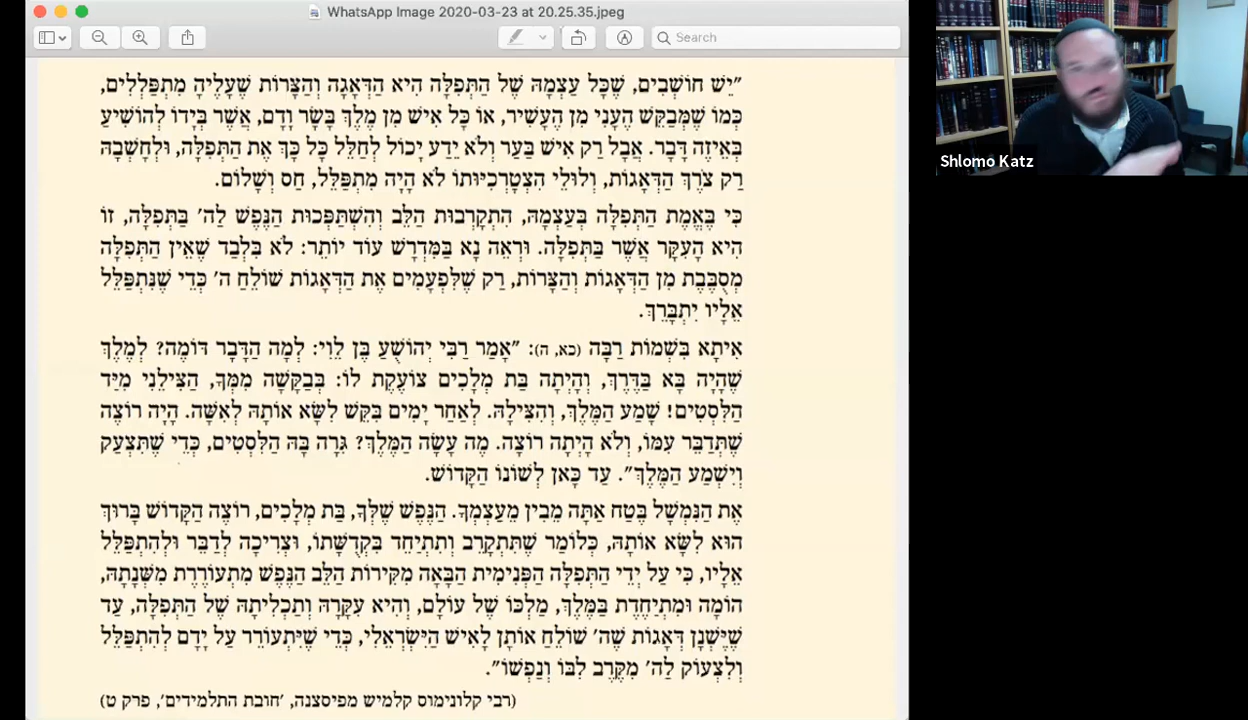 WhatsApp Image 2020-03-23 at 20.25.35.jpeg
Search
"יֵשׁ חוֹשְׁבִים, שֶׁכָּל עַצְמָהּ שֶׁל הַתְּפִלָּה הִיא הַדְּאָגָה וְהַצָּרוֹת שֶׁעָלֶיהָ מִתְפַּלְלִים,
כְּמוֹ שֶׁמְּבַקֵּשׁ הֶעָנִי מִן הֶעָשִׁיר, אוֹ כָּל אִישׁ מִן מֶלֶךְ בָּשָׂר וָדָם, אֲשֶׁר בְּיָדוֹ לְהוֹשִׁיעַ
בְּאֵיזֶה דָּבָר. אֲבָל רַק אִישׁ בַּעַר וְלֹא יֵדַע יָכוֹל לְחַלֵּל כָּל כָּךְ אֶת הַתְּפִלָּה, וּלְחָשְׁבָהּ
רַק צֹרֶךְ הַדְּאָגוֹת, וְלוּלֵי הִצְטָרְכִיּוּתוֹ לֹא הָיָה מִתְפַּלֵּל, חַס וְשָׁלוֹם.
כִּי בֶּאֱמֶת הַתְּפִלָּה בְּעַצְמָהּ, הִתְקָרְבוּת הַלֵּב וְהִשְׁתַּפְּכוּת הַנֶּפֶשׁ לַה' בַּתְּפִלָּה, זוֹ
הִיא הָעִקָּר אֲשֶׁר בַּתְּפִלָּה. וּרְאֵה נָא בַּמִּדְרָשׁ עוֹד יוֹתֵר: לֹא בִּלְבַד שֶׁאֵין הַתְּפִלָּה
מְסֻבֶּבֶת מִן הַדְּאָגוֹת וְהַצָּרוֹת, רַק שֶׁלִּפְעָמִים אֶת הַדְּאָגוֹת שׁוֹלֵחַ ה' כְּדֵי שֶׁנִּתְפַּלֵּל
אֵלָיו יִתְבָּרֵךְ.
אִיתָא בִּשְׁמוֹת רַבָּה (כא, ה): "אָמַר רַבִּי יְהוֹשֻׁעַ בֶּן לֵוִי: לְמָה הַדָּבָר דּוֹמֶה? לְמֶלֶךְ
שֶׁהָיָה בָּא בַּדֶּרֶךְ, וְהָיְתָה בַּת מְלָכִים צוֹעֶקֶת לוֹ: בְּבַקָּשָׁה מִמְּךָ, הַצִּילֵנִי מִיַּד
הַלִּסְטִים! שָׁמַע הַמֶּלֶךְ, וְהִצִּילָהּ. לְאַחַר יָמִים בִּקֵּשׁ לִשָּׂא אוֹתָהּ לְאִשָּׁה. הָיָה רוֹצֶה
שֶׁתְּדַבֵּר עִמּוֹ, וְלֹא הָיְתָה רוֹצָה. מֶה עָשָׂה הַמֶּלֶךְ? גֵּרָה בָּהּ הַלִּסְטִים, כְּדֵי שֶׁתִּצְעַק
וְיִשְׁמַע הַמֶּלֶךְ". עַד כָּאן לְשׁוֹנוֹ הַקָּדוֹשׁ.
אֶת הַנִּמְשָׁל בֶּטַח אַתָּה מֵבִין מֵעַצְמְךָ. הַנֶּפֶשׁ שֶׁלְּךָ, בַּת מְלָכִים, רוֹצֶה הַקָּדוֹשׁ בָּרוּךְ
הוּא לִשָּׂא אוֹתָהּ, כְּלוֹמַר שֶׁתִּתְקָרֵב וְתִתְיַחֵד בִּקְדֻשָּׁתוֹ, וּצְרִיכָה לְדַבֵּר וּלְהִתְפַּלֵּל
אֵלָיו, כִּי עַל יְדֵי הַתְּפִלָּה הַפְּנִימִית הַבָּאָה מִקִּירוֹת הַלֵּב הַנֶּפֶשׁ מִתְעוֹרֶרֶת מִשְּׁנָתָהּ,
הוֹמָה וּמִתְיַחֶדֶת בַּמֶּלֶךְ, מַלְכּוֹ שֶׁל עוֹלָם, וְהִיא עִקָּרָהּ וְתַכְלִיתָהּ שֶׁל הַתְּפִלָּה, עַד
שֶׁיֶּשְׁנָן דְּאָגוֹת שֶׁה' שׁוֹלֵחַ אוֹתָן לָאִישׁ הַיִּשְׂרְאֵלִי, כְּדֵי שֶׁיִּתְעוֹרֵר עַל יָדָם לְהִתְפַּלֵּל
וְלִצְעוֹק לַה' מִקֶּרֶב לִבּוֹ וְנַפְשׁוֹ".
(רבי קלונימוס קלמיש מפיסצנה, 'חובת התלמידים', פרק ט)
Shlomo Katz